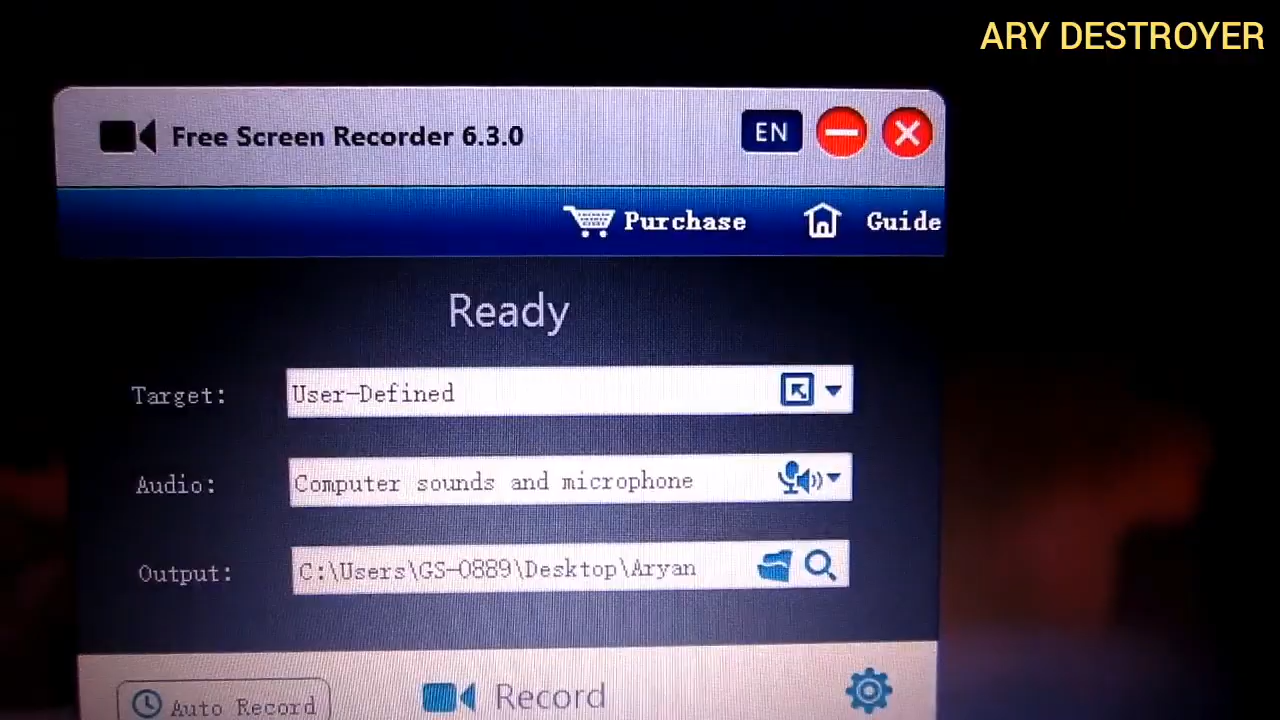 ARY DESTROYER
Free Screen Recorder 6.3.0
EN
Purchase
Guide
Ready
Target:
User-Defined
Audio:
Computer sounds and microphone
Output:
C:\Users\GS-0889\Desktop\Aryan
Auto Record
Record